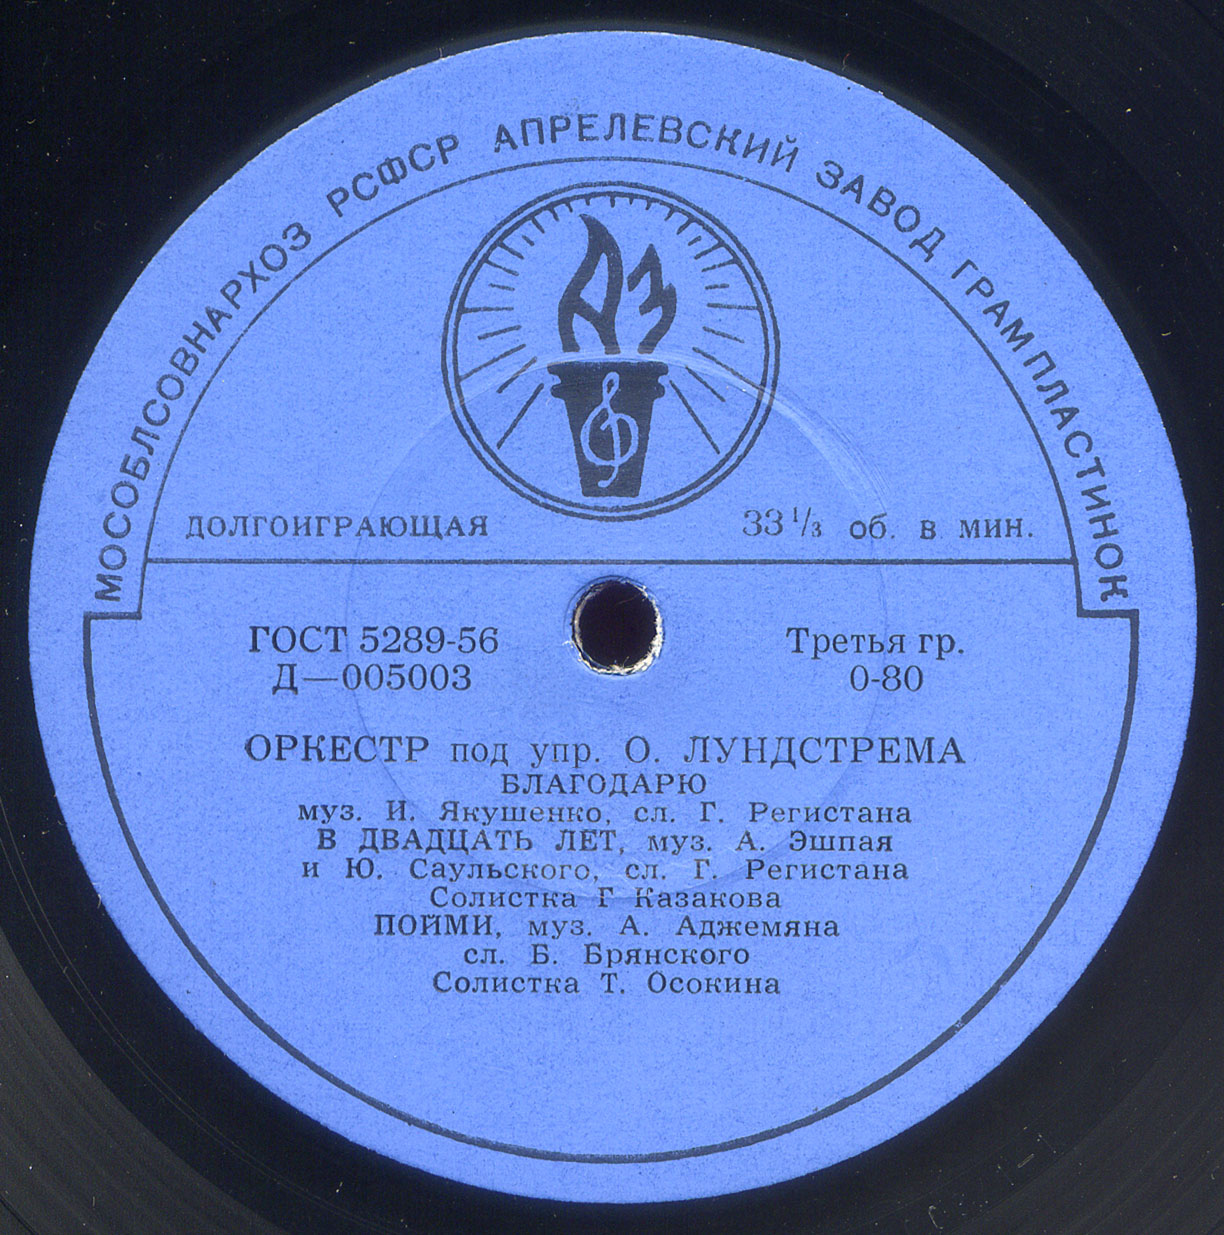 МОСОБЛСОВНАРХОЗ РСФСР АПРЕЛЕВСКИЙ ЗАВОД ГРАМПЛАСТИНОК
АЗ
ДОЛГОИГРАЮЩАЯ 33 1/3 об. в мин.
ГОСТ 5289-56 Третья гр.
Д—005003 0-80
ОРКЕСТР под упр. О. ЛУНДСТРЕМА
БЛАГОДАРЮ
муз. И. Якушенко, сл. Г. Регистана
В ДВАДЦАТЬ ЛЕТ, муз. А. Эшпая
и Ю. Саульского, сл. Г. Регистана
Солистка Г Казакова
ПОЙМИ, муз. А. Аджемяна
сл. Б. Брянского
Солистка Т. Осокина